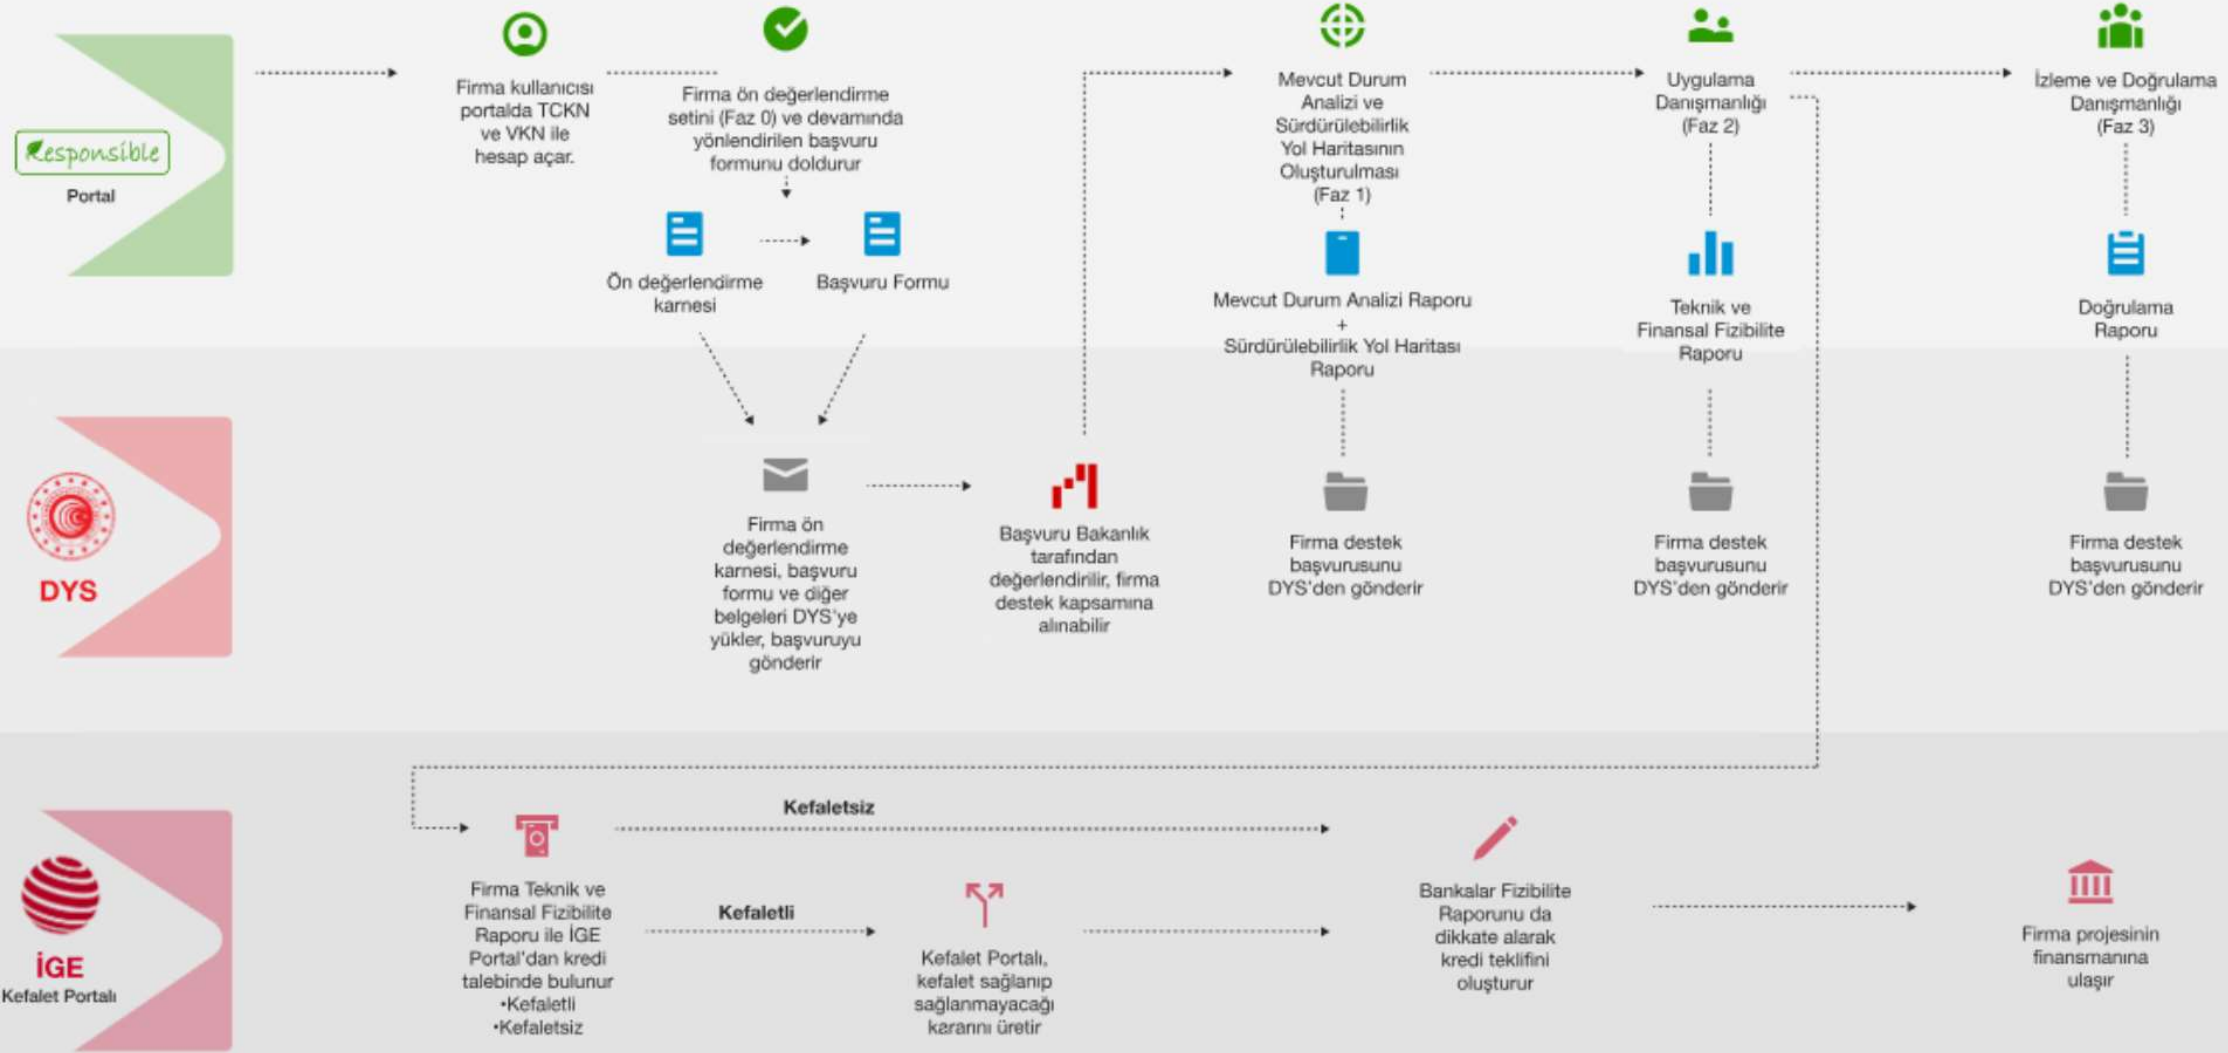 Responsible
Portal
Firma kullanıcısı
portalda TCKN
ve VKN ile
hesap açar.
Firma ön değerlendirme
setini (Faz 0) ve devamında
yönlendirilen başvuru
formunu doldurur
Ön değerlendirme
karnesi
Başvuru Formu
Mevcut Durum
Analizi ve
Sürdürülebilirlik
Yol Haritasının
Oluşturulması
(Faz 1)
Mevcut Durum Analizi Raporu
+
Sürdürülebilirlik Yol Haritası
Raporu
Uygulama
Danışmanlığı
(Faz 2)
Teknik ve
Finansal Fizibilite
Raporu
İzleme ve Doğrulama
Danışmanlığı
(Faz 3)
Doğrulama
Raporu
DYS
Firma ön
değerlendirme
karnesi, başvuru
formu ve diğer
belgeleri DYS'ye
yükler, başvuruyu
gönderir
Başvuru Bakanlık
tarafından
değerlendirilir, firma
destek kapsamına
alınabilir
Firma destek
başvurusunu
DYS'den gönderir
Firma destek
başvurusunu
DYS'den gönderir
Firma destek
başvurusunu
DYS'den gönderir
İGE
Kefalet Portalı
Firma Teknik ve
Finansal Fizibilite
Raporu ile İGE
Portal'dan kredi
talebinde bulunur
•Kefaletli
•Kefaletsiz
Kefaletsiz
Kefaletli
Kefalet Portalı,
kefalet sağlanıp
sağlanmayacağı
kararını üretir
Bankalar Fizibilite
Raporunu da
dikkate alarak
kredi teklifini
oluşturur
Firma projesinin
finansmanına
ulaşır